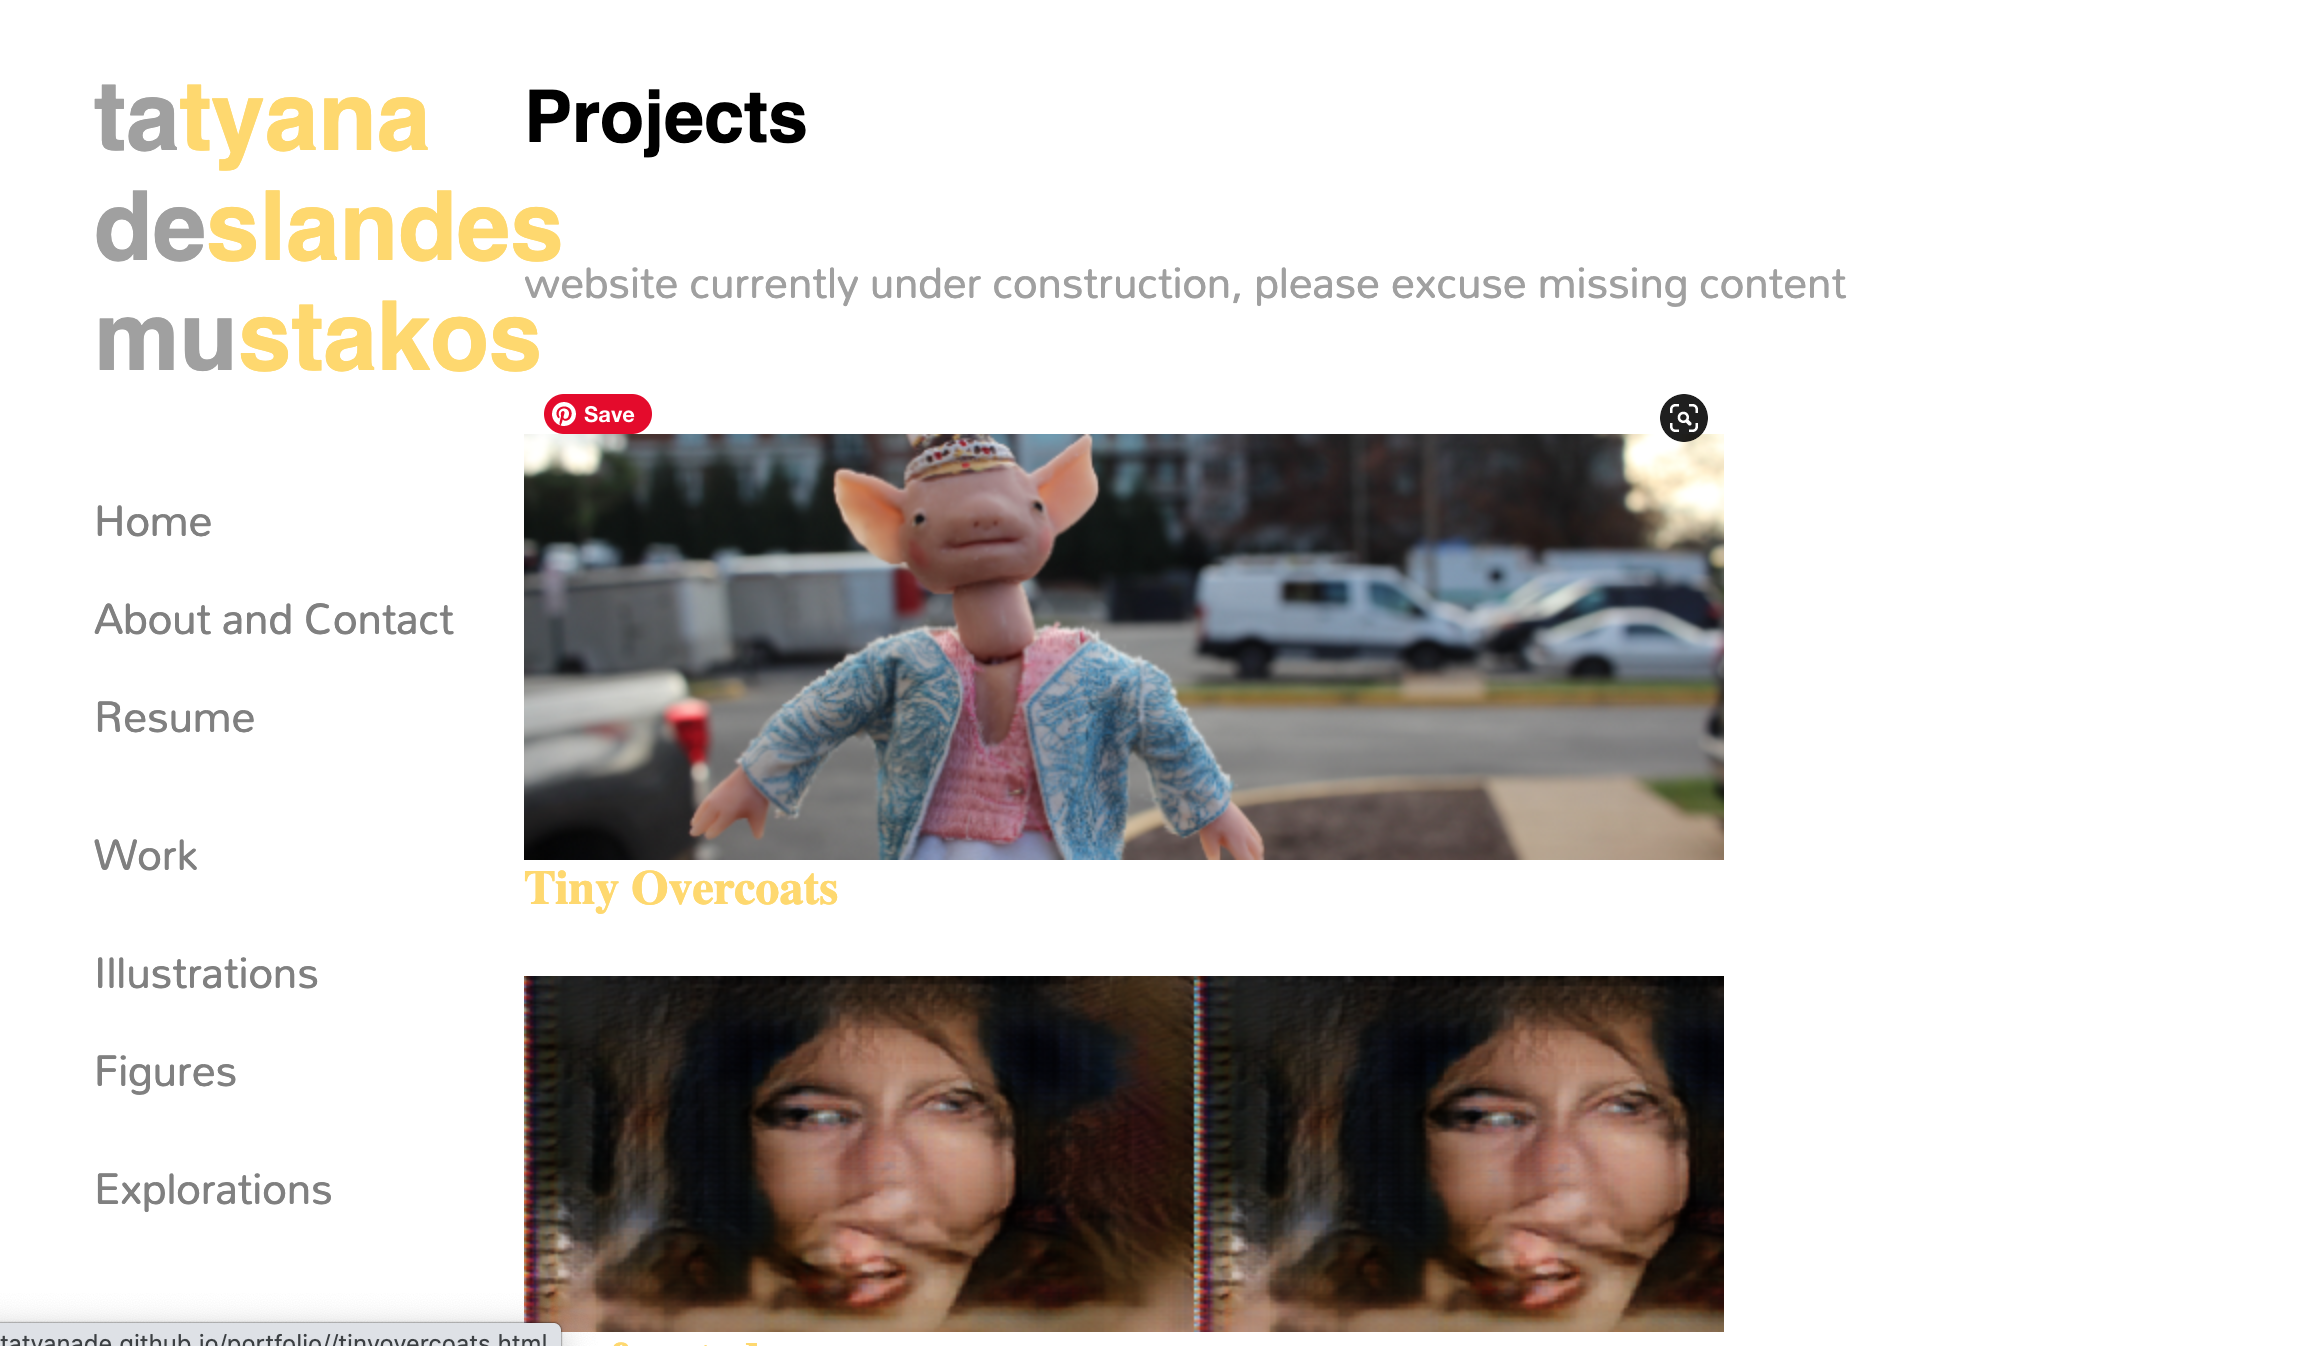 tatyana
deslandes
mustakos
Home
About and Contact
Resume
Work
Illustrations
Figures
Explorations
Projects
website currently under construction, please excuse missing content
Save
Tiny Overcoats
tatyanade.github.io/portfolio//tinyovercoats.html